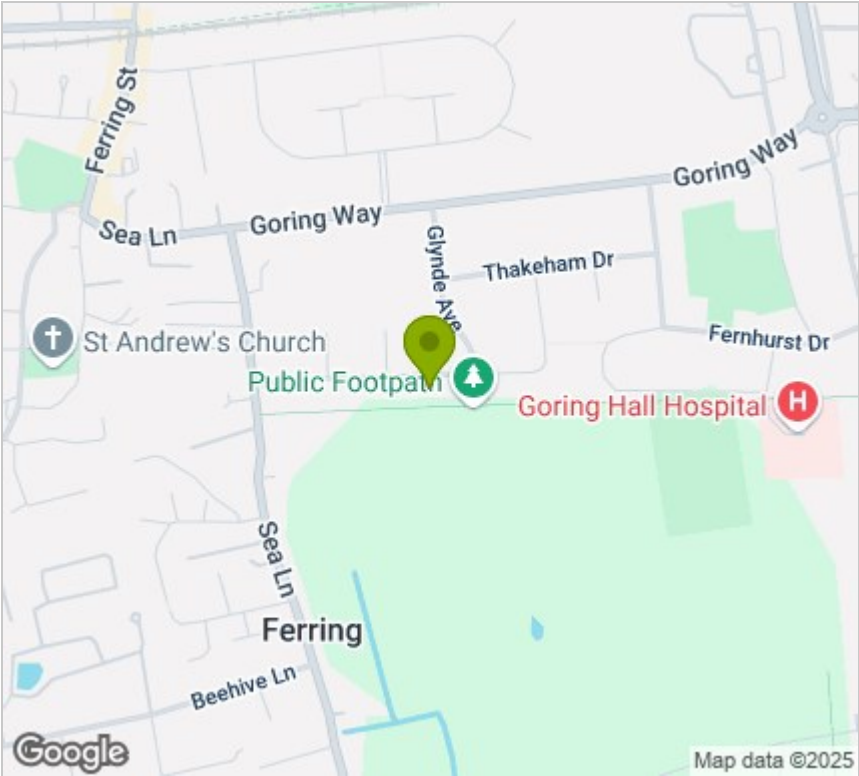 Ferring St
Goring Way
Sea Ln
Goring Way
Glynde Ave
Thakeham Dr
St Andrew's Church
Fernhurst Dr
Public Footpath
Goring Hall Hospital
H
Sea Ln
Ferring
Beehive Ln
Google
Map data ©2025